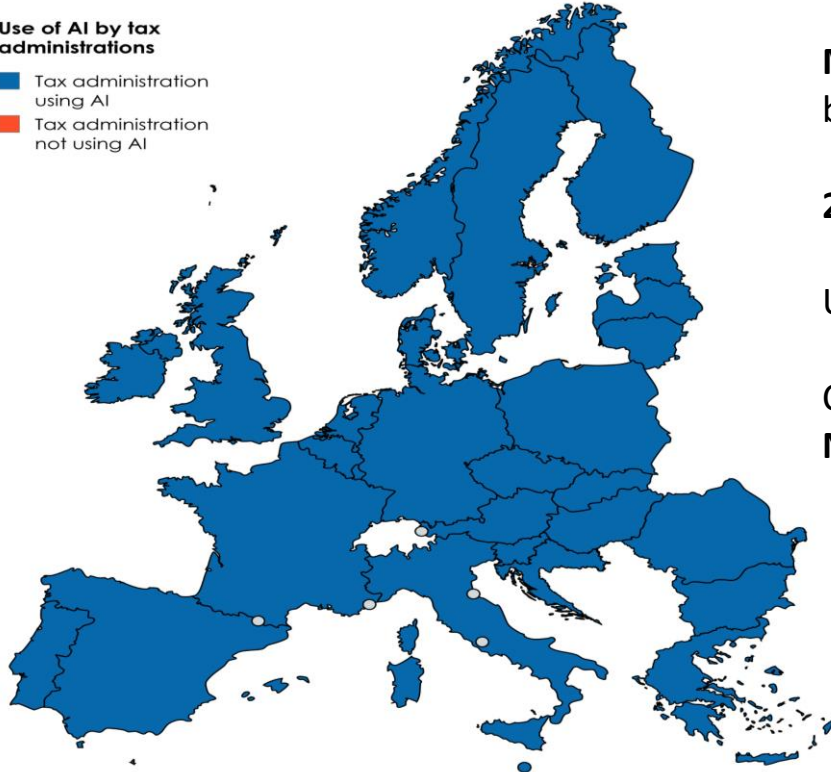 Use of AI by tax
administrations
Tax administration
using AI
Tax administration
not using AI